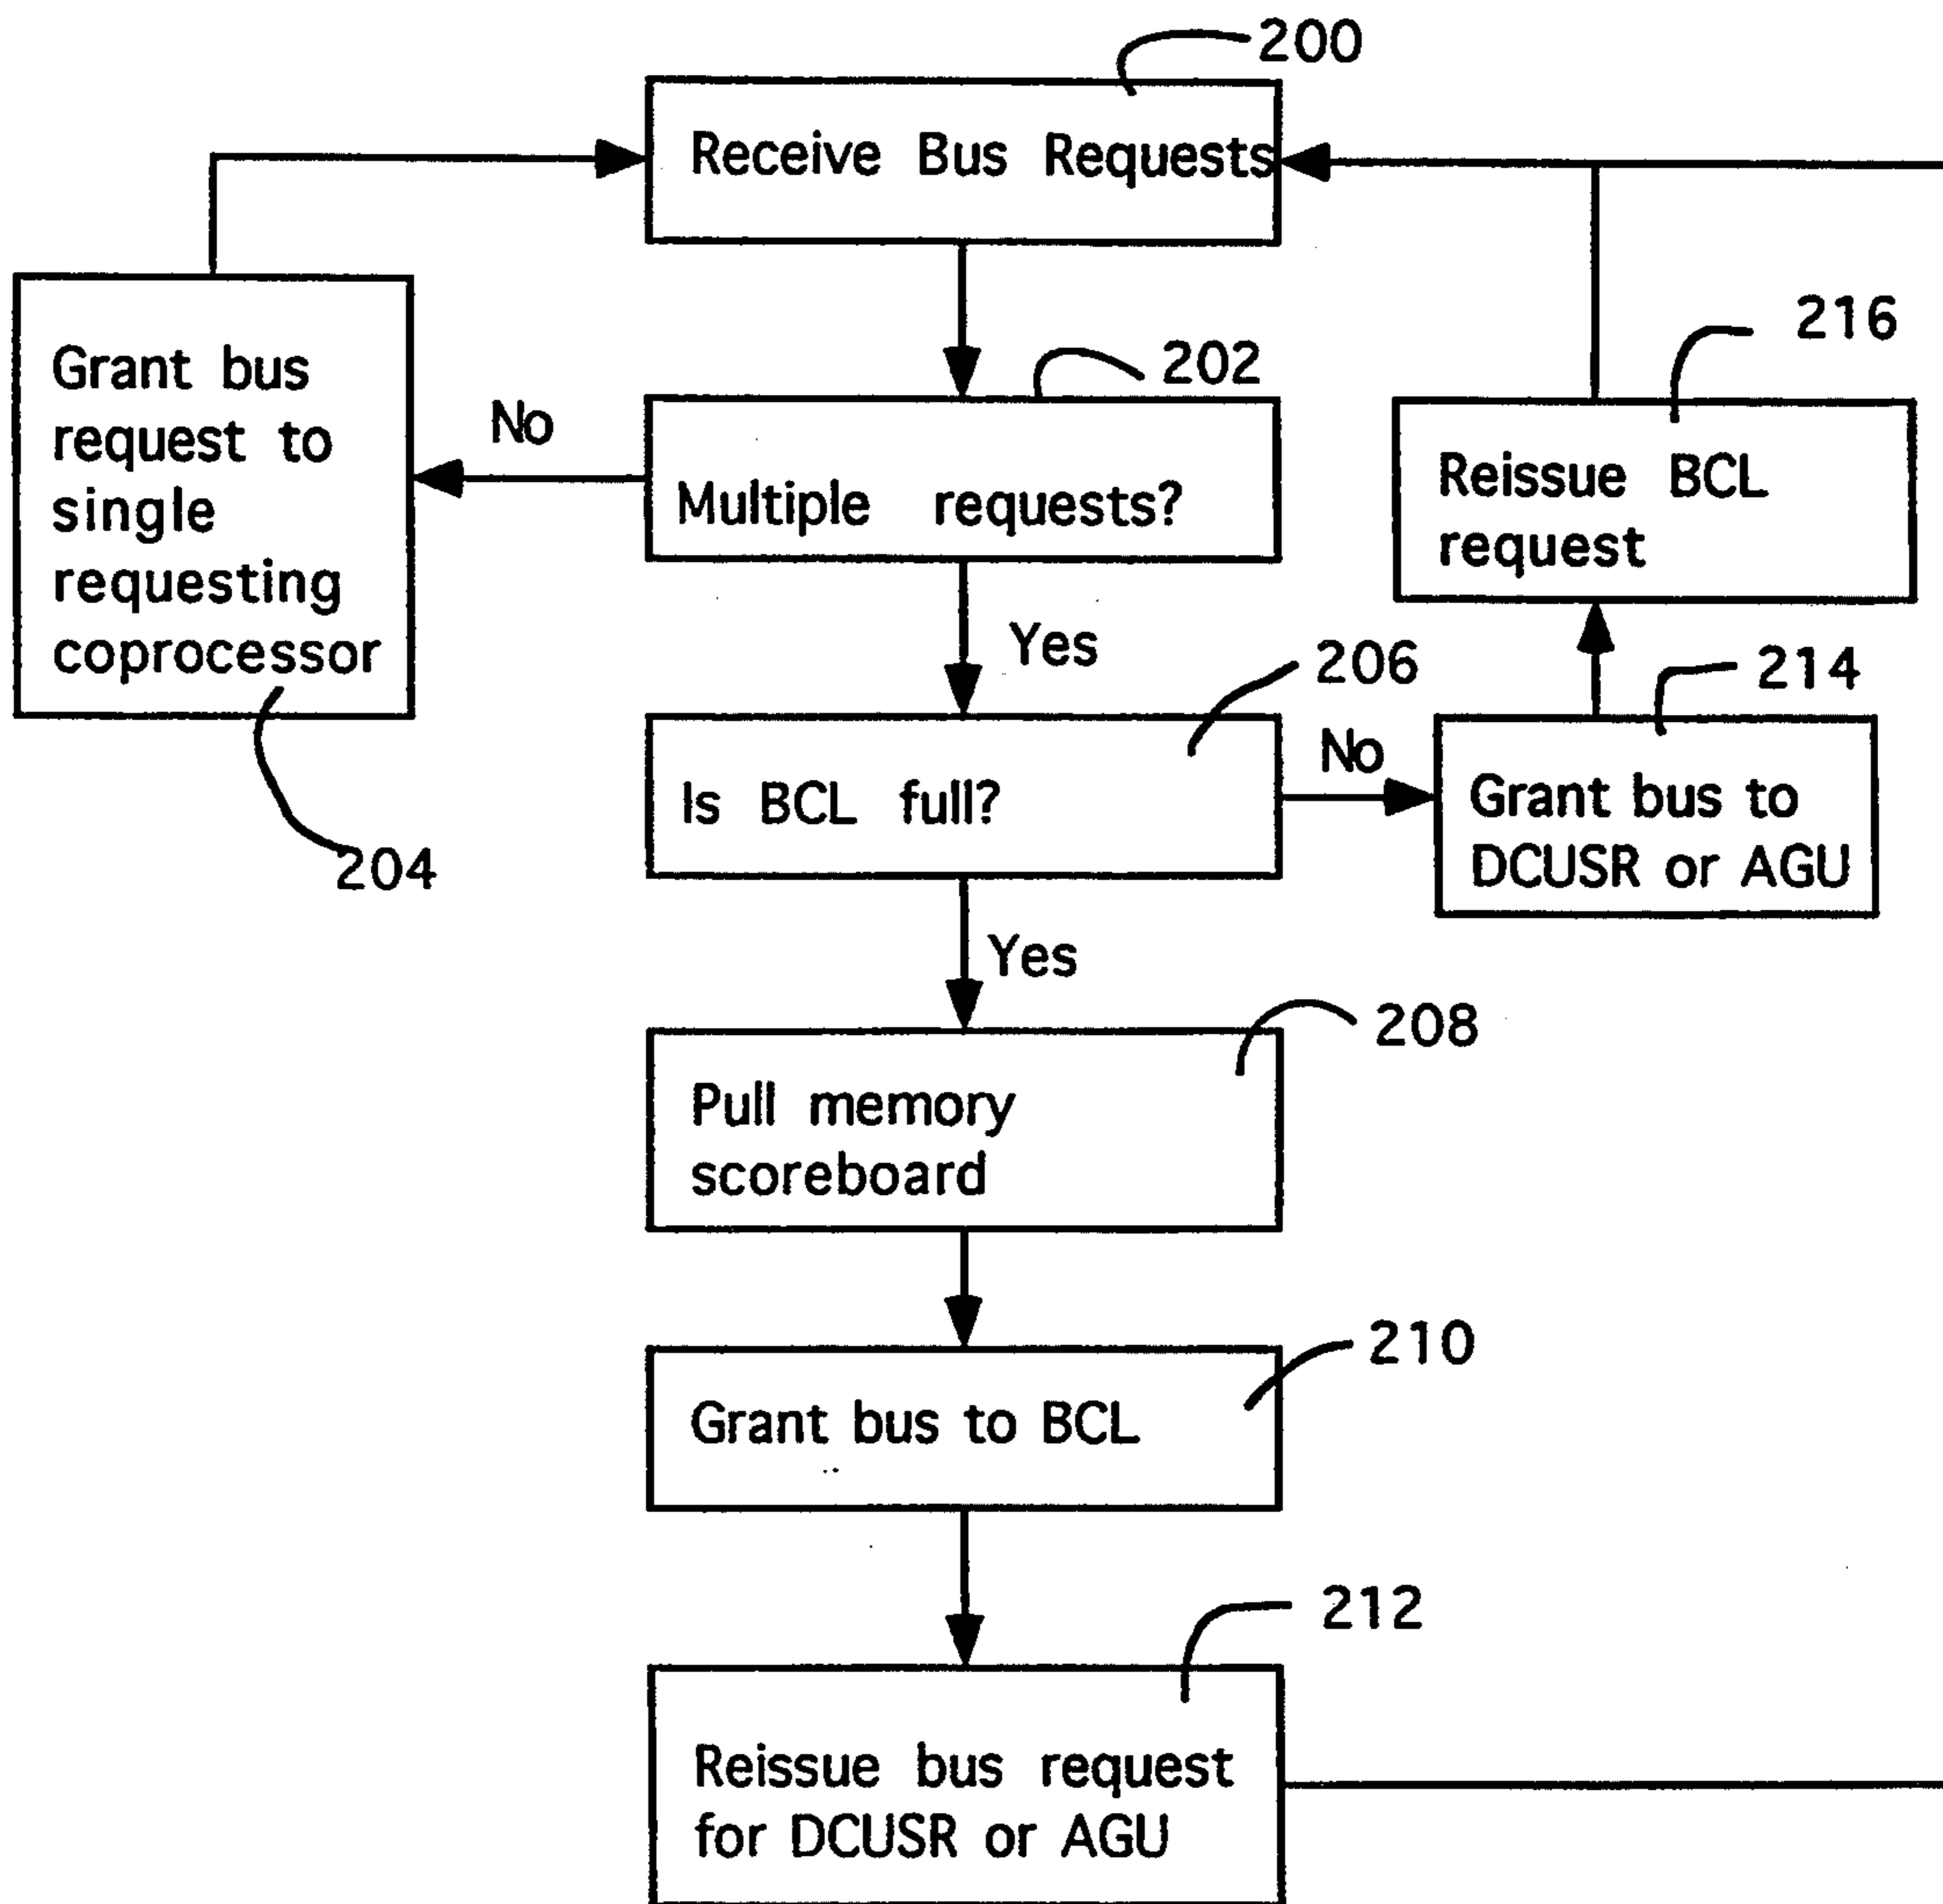 200
Receive Bus Requests
216
202
Grant bus
request to
single
requesting
coprocessor
No
Multiple requests?
Reissue BCL
request
Yes
206
214
Is BCL full?
No
Grant bus to
DCUSR or AGU
204
Yes
208
Pull memory
scoreboard
210
Grant bus to BCL
212
Reissue bus request
for DCUSR or AGU